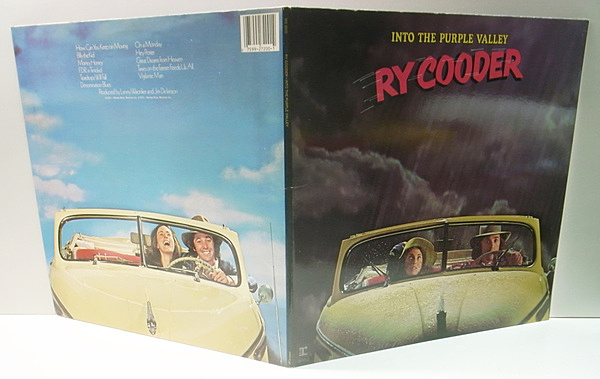 How Can You Keep on Moving
Billy the Kid
Money Honey
FDR in Trinidad
Teardrops Will Fall
Denomination Blues
On a Monday
Hey Porter
Great Dream from Heaven
Taxes on the Farmer Feeds Us All
Vigilante Man
Produced by Lenny Waronker and Jim Dickinson
INTO THE PURPLE VALLEY
RY COODER